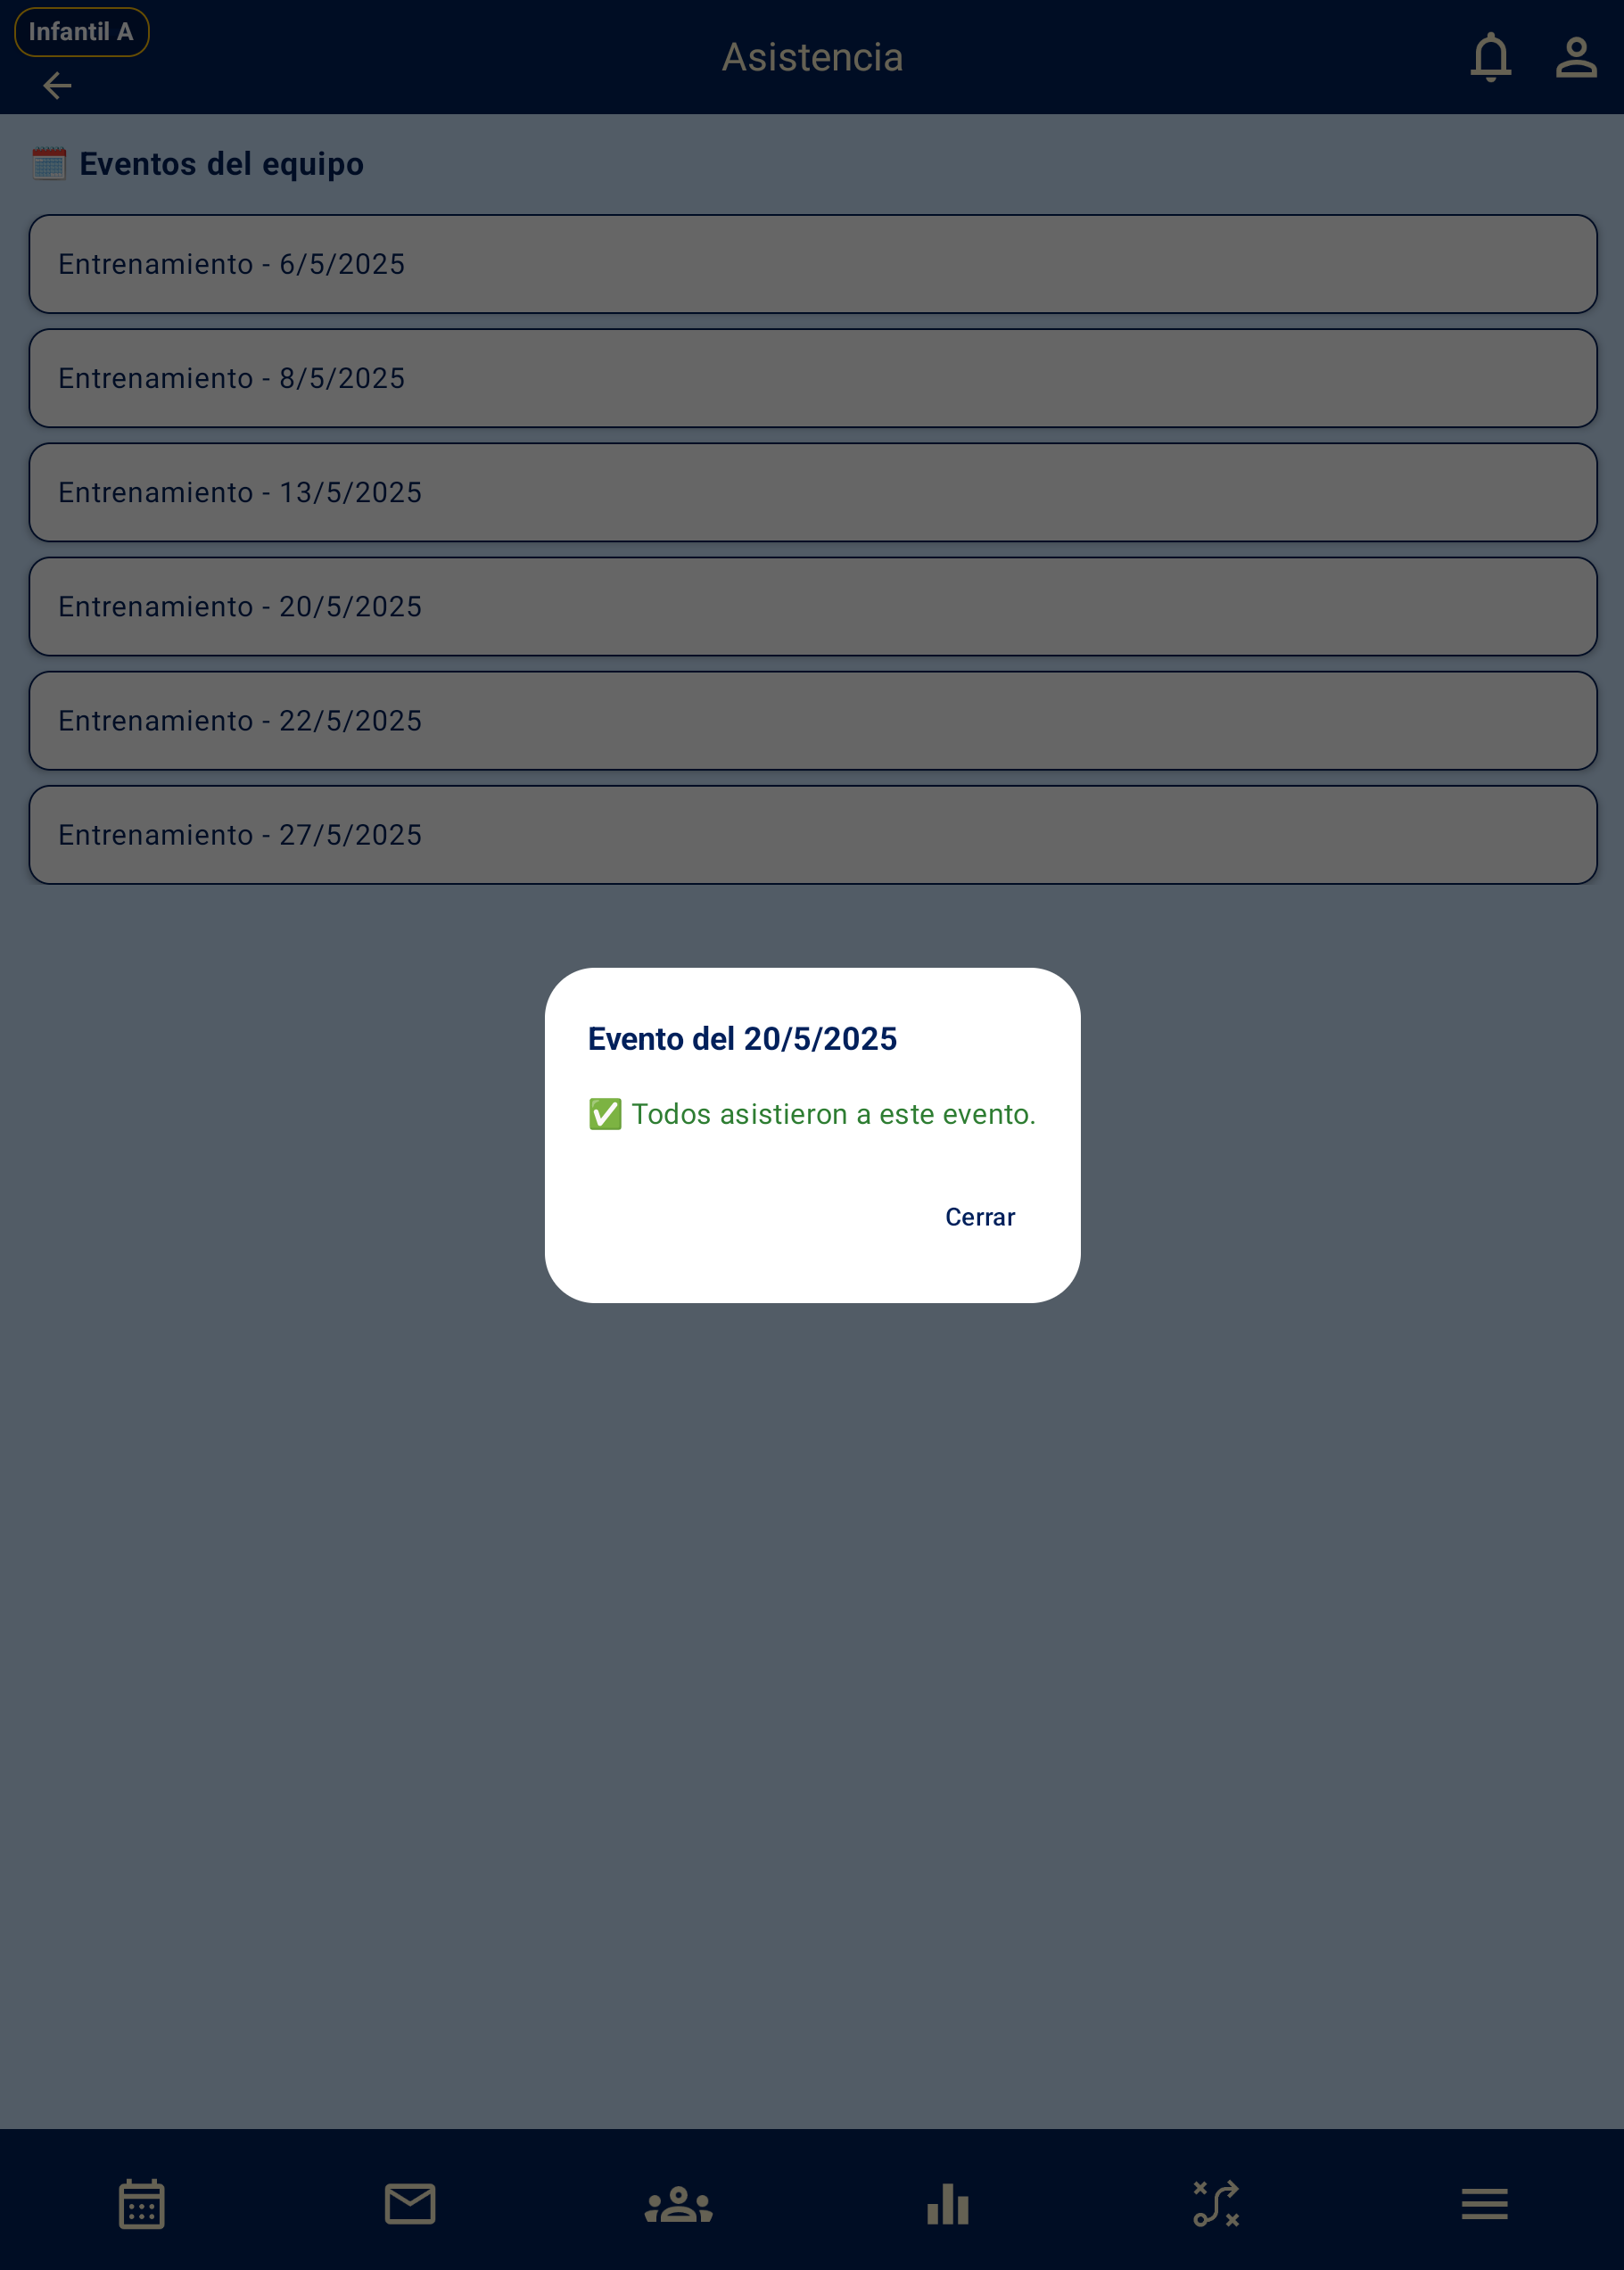 Infantil A
Asistencia
🗓️ Eventos del equipo
Entrenamiento - 6/5/2025
Entrenamiento - 8/5/2025
Entrenamiento - 13/5/2025
Entrenamiento - 20/5/2025
Entrenamiento - 22/5/2025
Entrenamiento - 27/5/2025
Evento del 20/5/2025
✅ Todos asistieron a este evento.
Cerrar